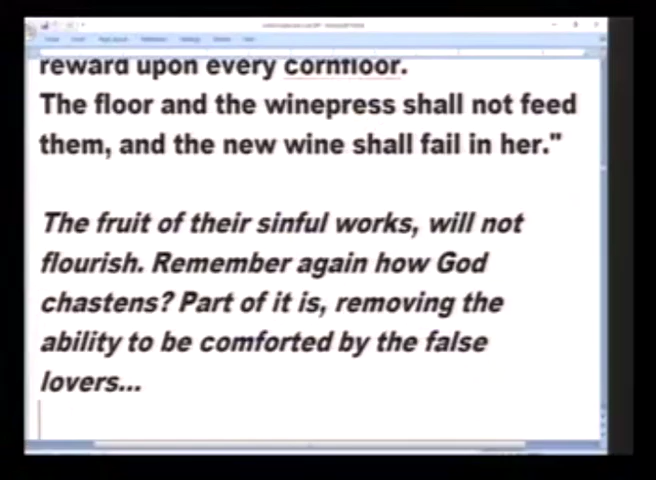 reward upon every cornfloor.
The floor and the winepress shall not feed
them, and the new wine shall fail in her."
The fruit of their sinful works, will not
flourish. Remember again how God
chastens? Part of it is, removing the
ability to be comforted by the false
lovers...